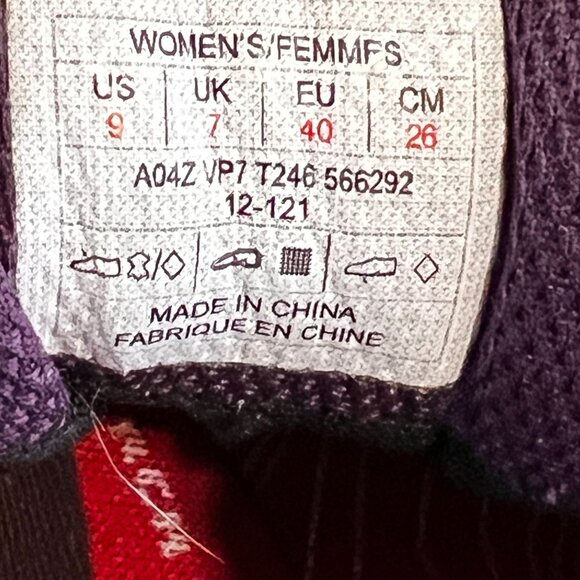 WOMEN'S/FEMMES
US UK EU CM
9 7 40 26
A04Z VP7 T246 566292
12-121
MADE IN CHINA
FABRIQUE EN CHINE